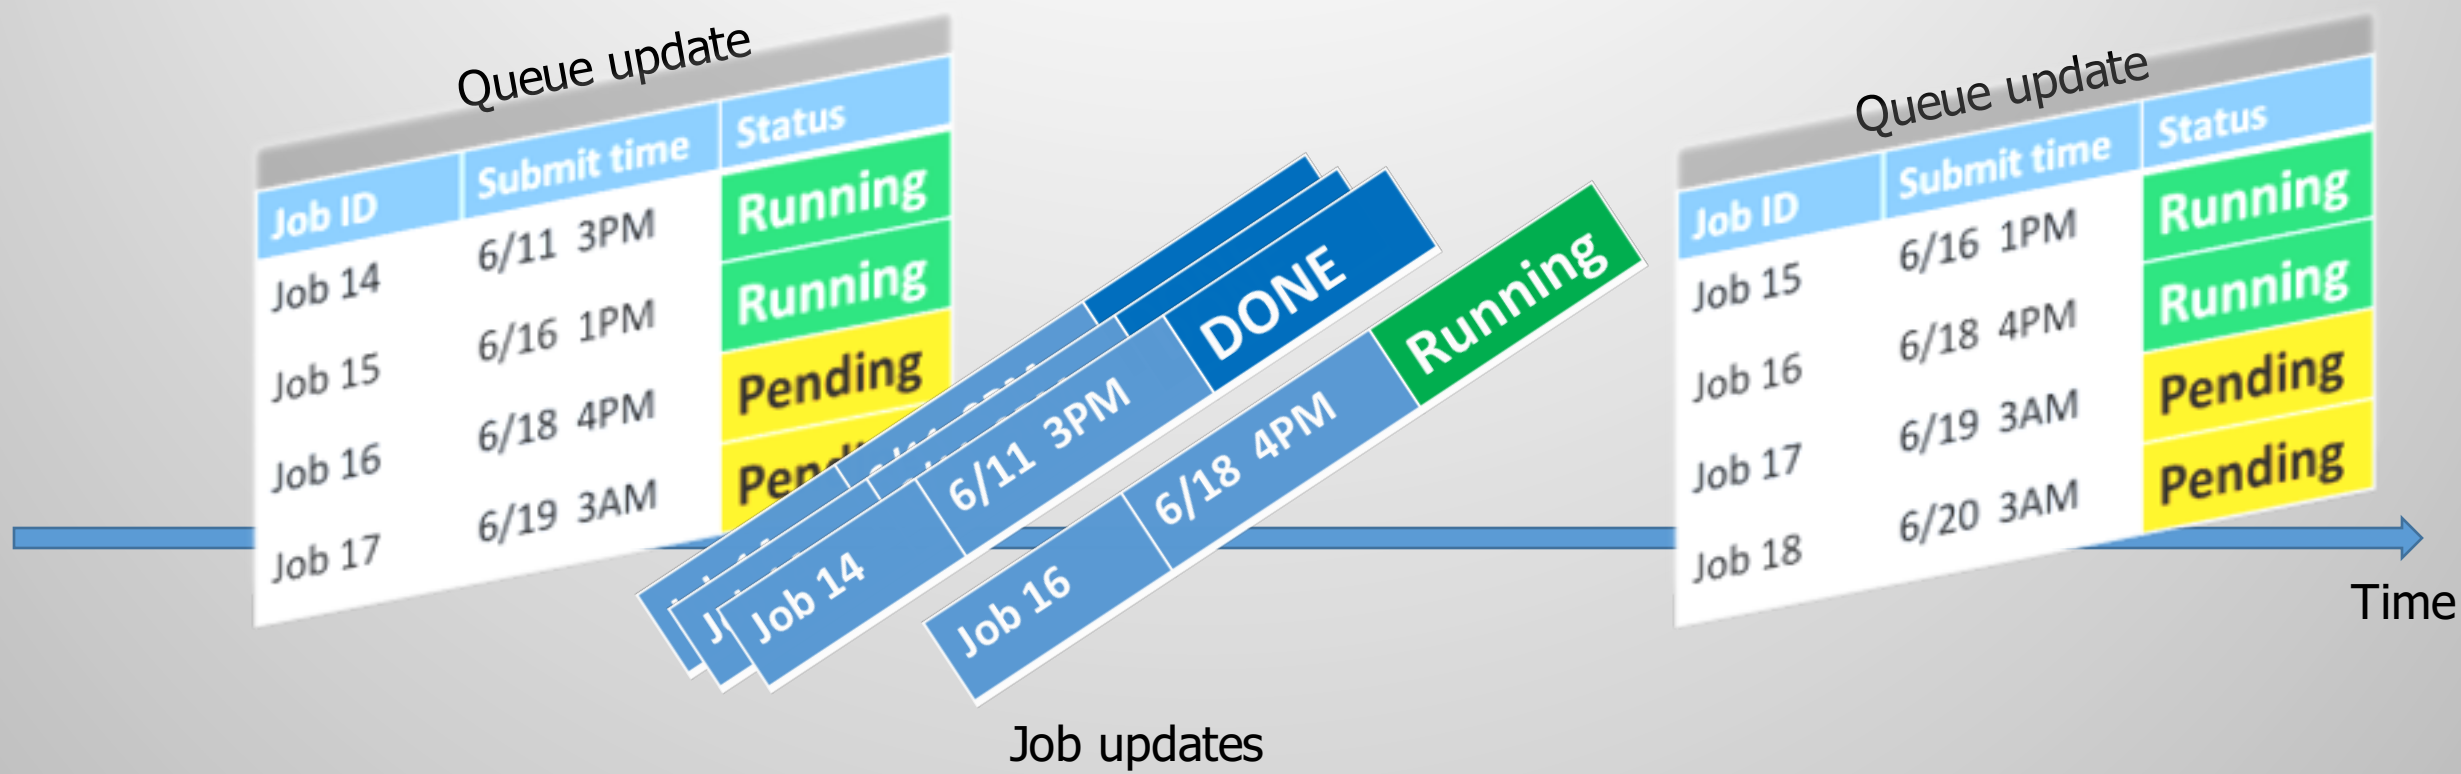 Queue update
Job ID Submit time Status
Job 14 6/11 3PM Running
Job 15 6/16 1PM Running
Job 16 6/18 4PM Pending
Job 17 6/19 3AM
Job 14 6/11 3PM DONE
Job 16 6/18 4PM Running
Job updates
Queue update
Job ID Submit time Status
Job 15 6/16 1PM Running
Job 16 6/18 4PM Running
Job 17 6/19 3AM Pending
Job 18 6/20 3AM Pending
Time